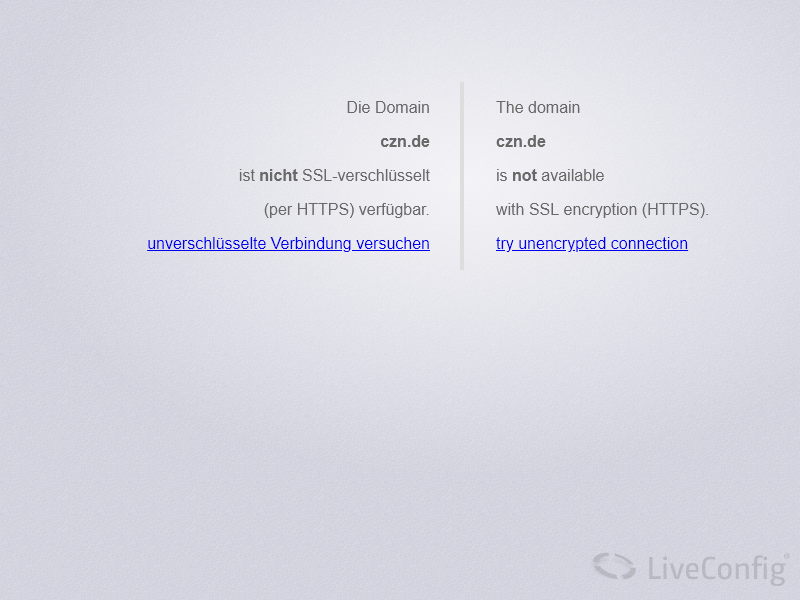 Die Domain
czn.de
ist nicht SSL-verschlüsselt
(per HTTPS) verfügbar.
unverschlüsselte Verbindung versuchen
The domain
czn.de
is not available
with SSL encryption (HTTPS).
try unencrypted connection
LiveConfig®